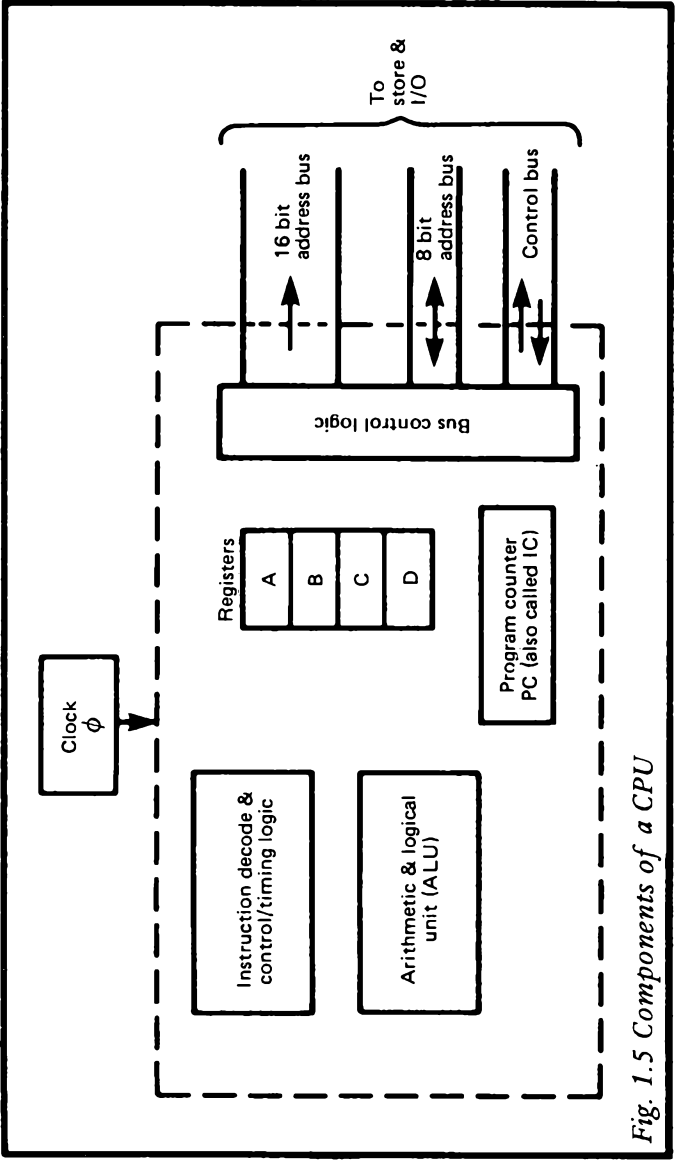 Clock
ϕ
Instruction decode &
control/timing logic
Arithmetic & logical
unit (ALU)
Registers
A
B
C
D
Program counter
PC (also called IC)
Bus control logic
16 bit
address bus
8 bit
address bus
Control bus
To
store &
I/O
Fig. 1.5 Components of a CPU